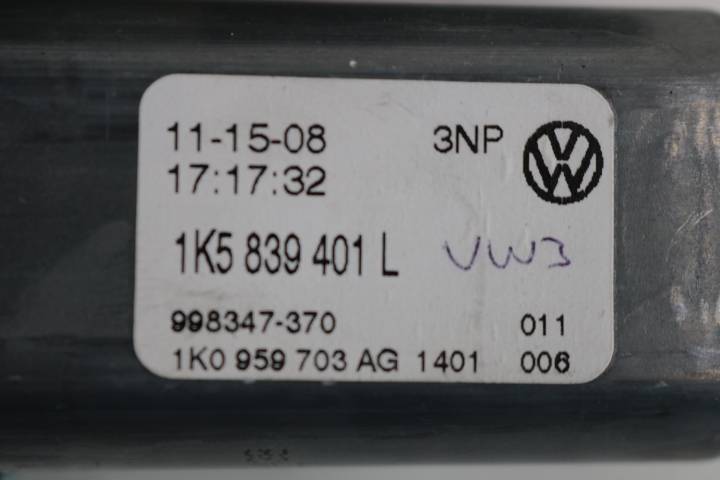 11-15-08 3NP
17:17:32
1K5 839 401 L VW3
998347-370 011
1K0 959 703 AG 1401 006